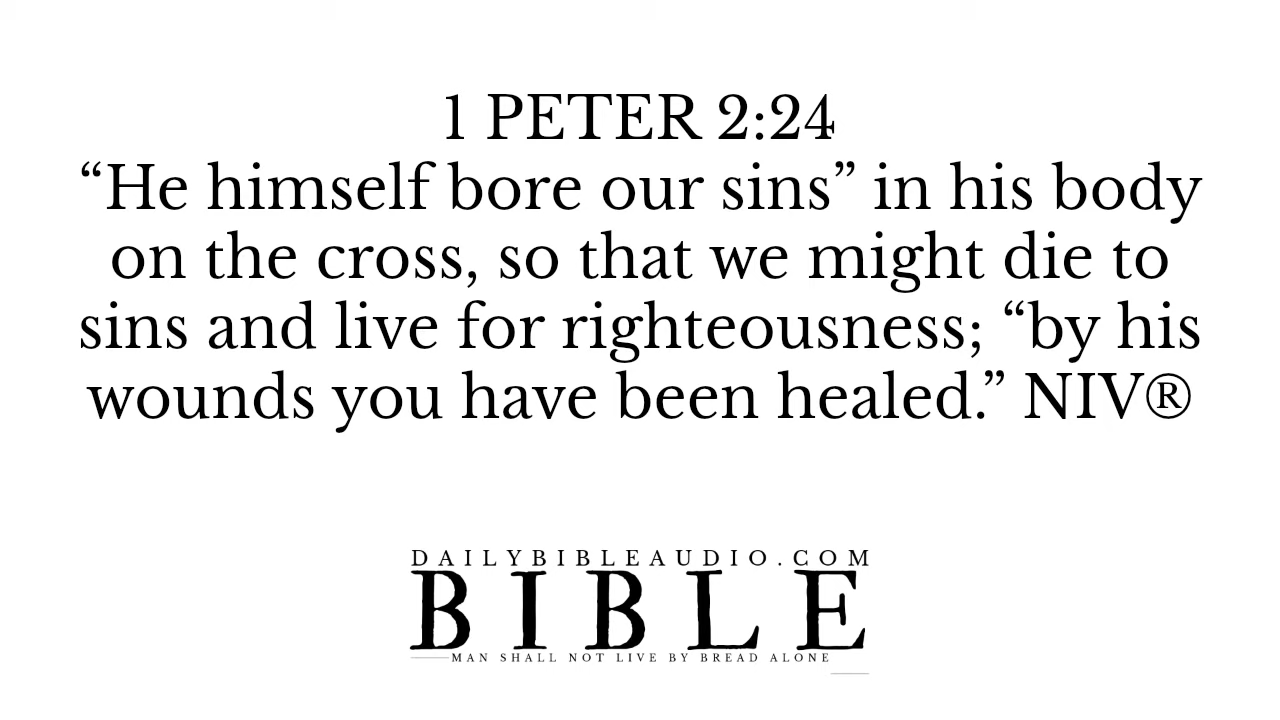 1 PETER 2:24
“He himself bore our sins” in his body
on the cross, so that we might die to
sins and live for righteousness; “by his
wounds you have been healed.” NIV®
DAILYBIBLEAUDIO.COM
BIBLE
MAN SHALL NOT LIVE BY BREAD ALONE